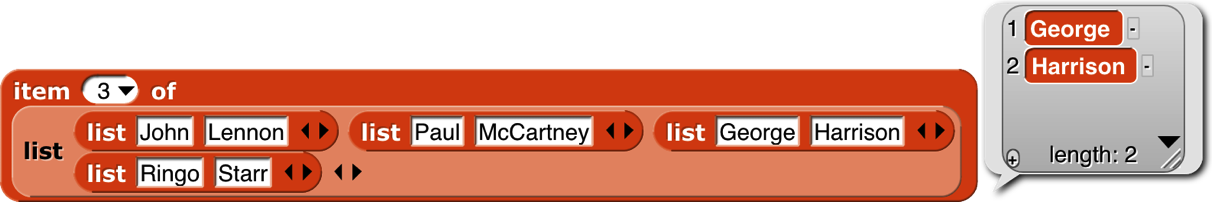 item 3 of
list list John Lennon list Paul McCartney list George Harrison
list Ringo Starr
1 George -
2 Harrison -
+ length: 2